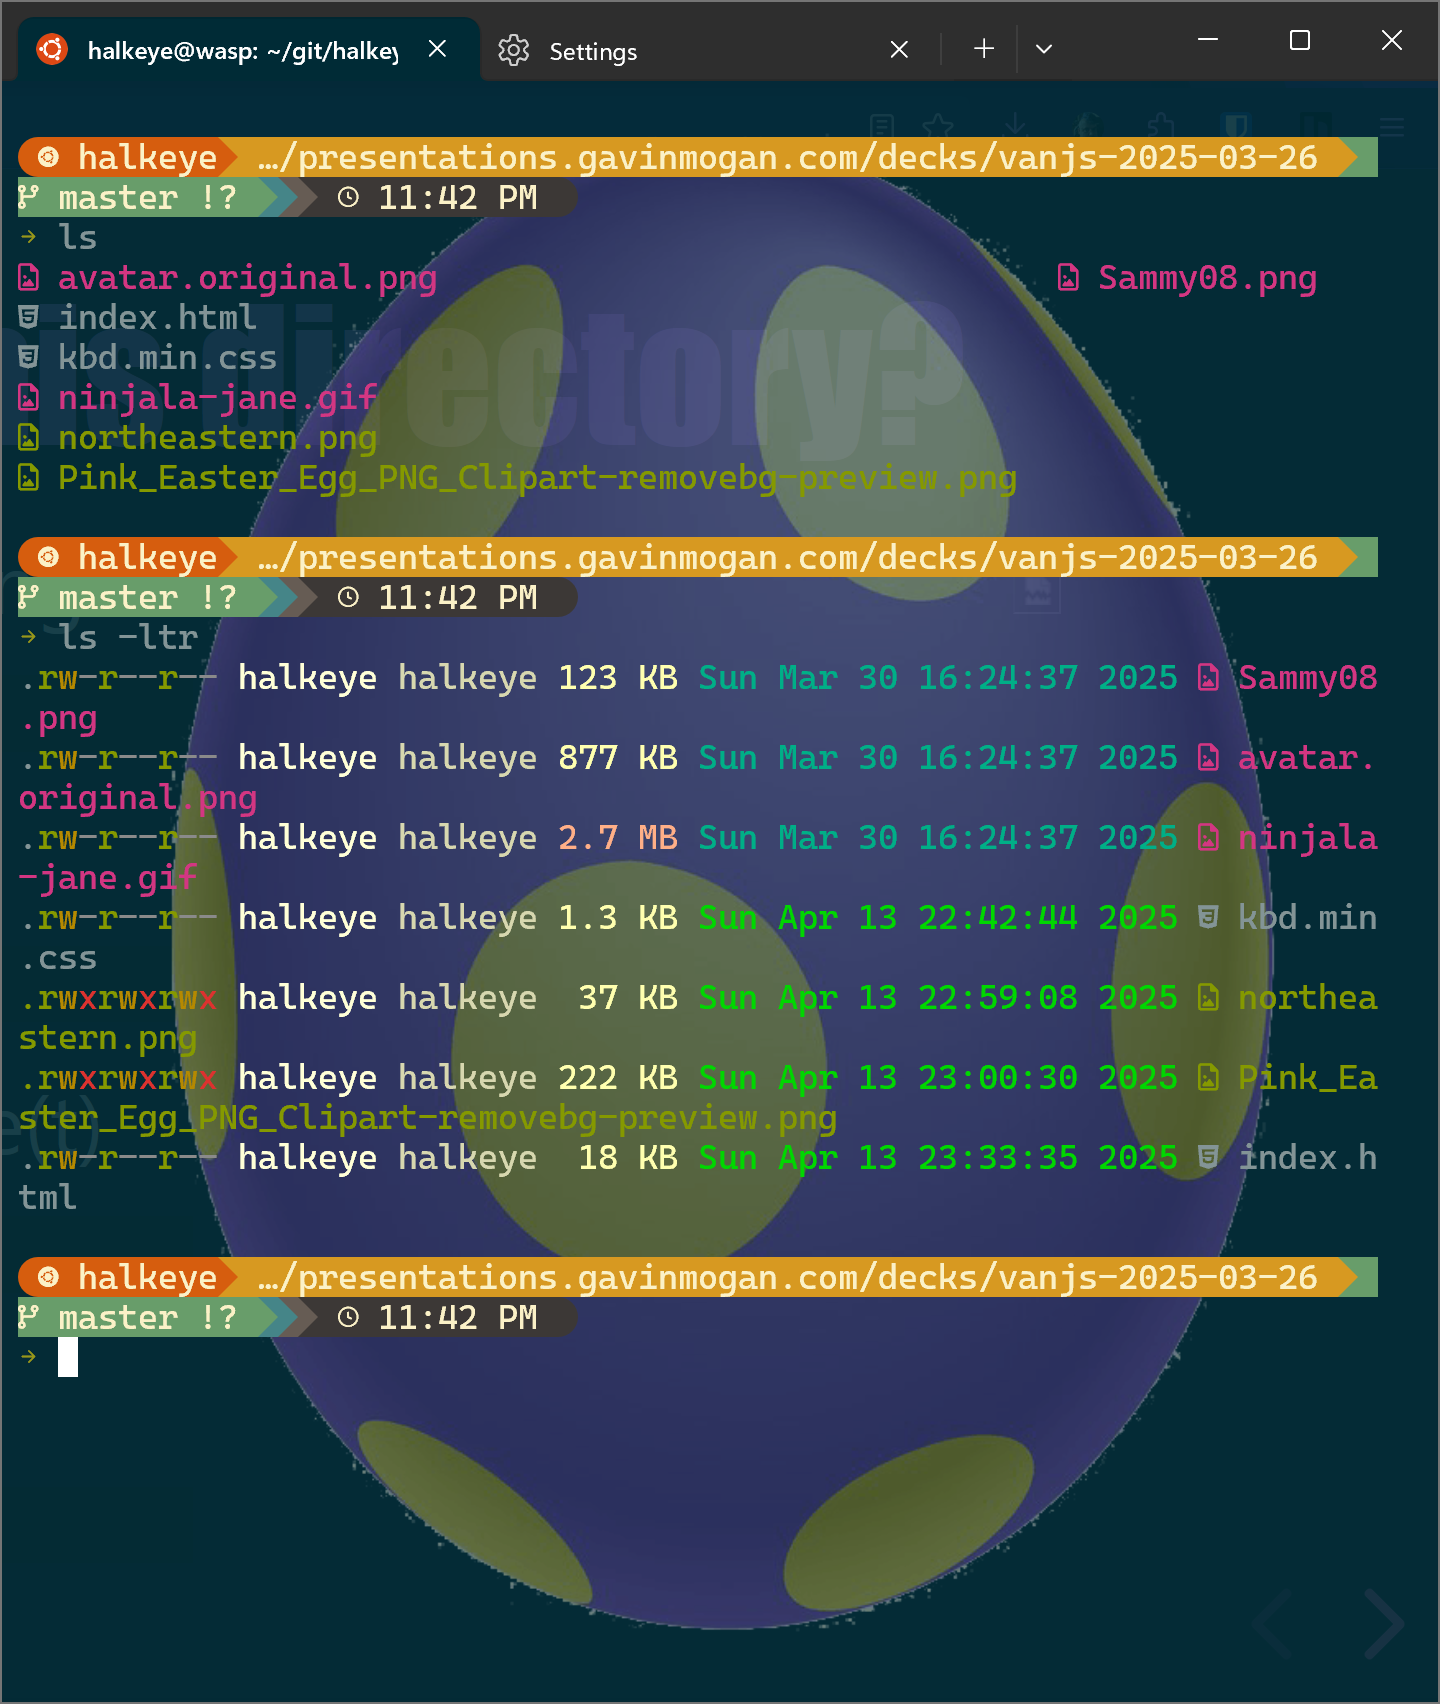 halkeye@wasp: ~/git/halkey Settings
halkeye …/presentations.gavinmogan.com/decks/vanjs-2025-03-26
master !? 11:42 PM
→ ls
avatar.original.png Sammy08.png
index.html
kbd.min.css
ninjala-jane.gif
northeastern.png
Pink_Easter_Egg_PNG_Clipart-removebg-preview.png
directory?
halkeye …/presentations.gavinmogan.com/decks/vanjs-2025-03-26
master !? 11:42 PM
→ ls -ltr
.rw-r--r-- halkeye halkeye 123 KB Sun Mar 30 16:24:37 2025 Sammy08
.png
.rw-r--r-- halkeye halkeye 877 KB Sun Mar 30 16:24:37 2025 avatar.
original.png
.rw-r--r-- halkeye halkeye 2.7 MB Sun Mar 30 16:24:37 2025 ninjala
-jane.gif
.rw-r--r-- halkeye halkeye 1.3 KB Sun Apr 13 22:42:44 2025 kbd.min
.css
.rwxrwxrwx halkeye halkeye 37 KB Sun Apr 13 22:59:08 2025 northea
stern.png
.rwxrwxrwx halkeye halkeye 222 KB Sun Apr 13 23:00:30 2025 Pink_Ea
ster_Egg_PNG_Clipart-removebg-preview.png
.rw-r--r-- halkeye halkeye 18 KB Sun Apr 13 23:33:35 2025 index.h
tml
halkeye …/presentations.gavinmogan.com/decks/vanjs-2025-03-26
master !? 11:42 PM
→